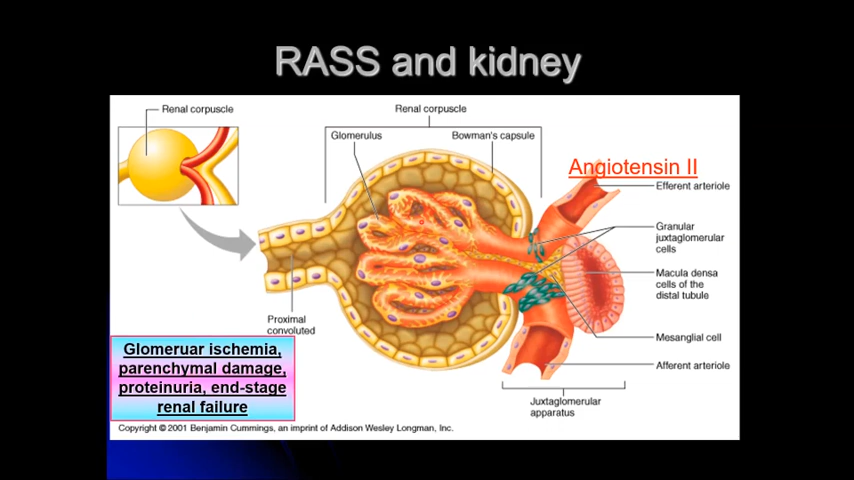 RASS and kidney
Renal corpuscle
Renal corpuscle
Glomerulus
Bowman's capsule
Angiotensin II
Efferent arteriole
Granular
juxtaglomerular
cells
Macula densa
cells of the
distal tubule
Mesanglial cell
Afferent arteriole
Proximal
convoluted
Glomeruar ischemia,
parenchymal damage,
proteinuria, end-stage
renal failure
Juxtaglomerular
apparatus
Copyright © 2001 Benjamin Cummings, an imprint of Addison Wesley Longman, Inc.